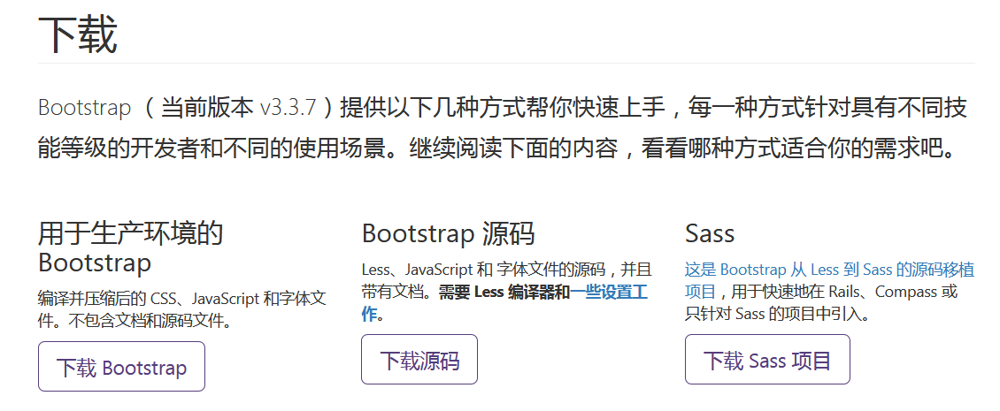 下载
Bootstrap （当前版本 v3.3.7）提供以下几种方式帮你快速上手，每一种方式针对具有不同技
能等级的开发者和不同的使用场景。继续阅读下面的内容，看看哪种方式适合你的需求吧。
用于生产环境的
Bootstrap
编译并压缩后的 CSS、JavaScript 和字体文
件。不包含文档和源码文件。
下载 Bootstrap
Bootstrap 源码
Less、JavaScript 和 字体文件的源码，并且
带有文档。需要 Less 编译器和一些设置工
作。
下载源码
Sass
这是 Bootstrap 从 Less 到 Sass 的源码移植
项目，用于快速地在 Rails、Compass 或
只针对 Sass 的项目中引入。
下载 Sass 项目